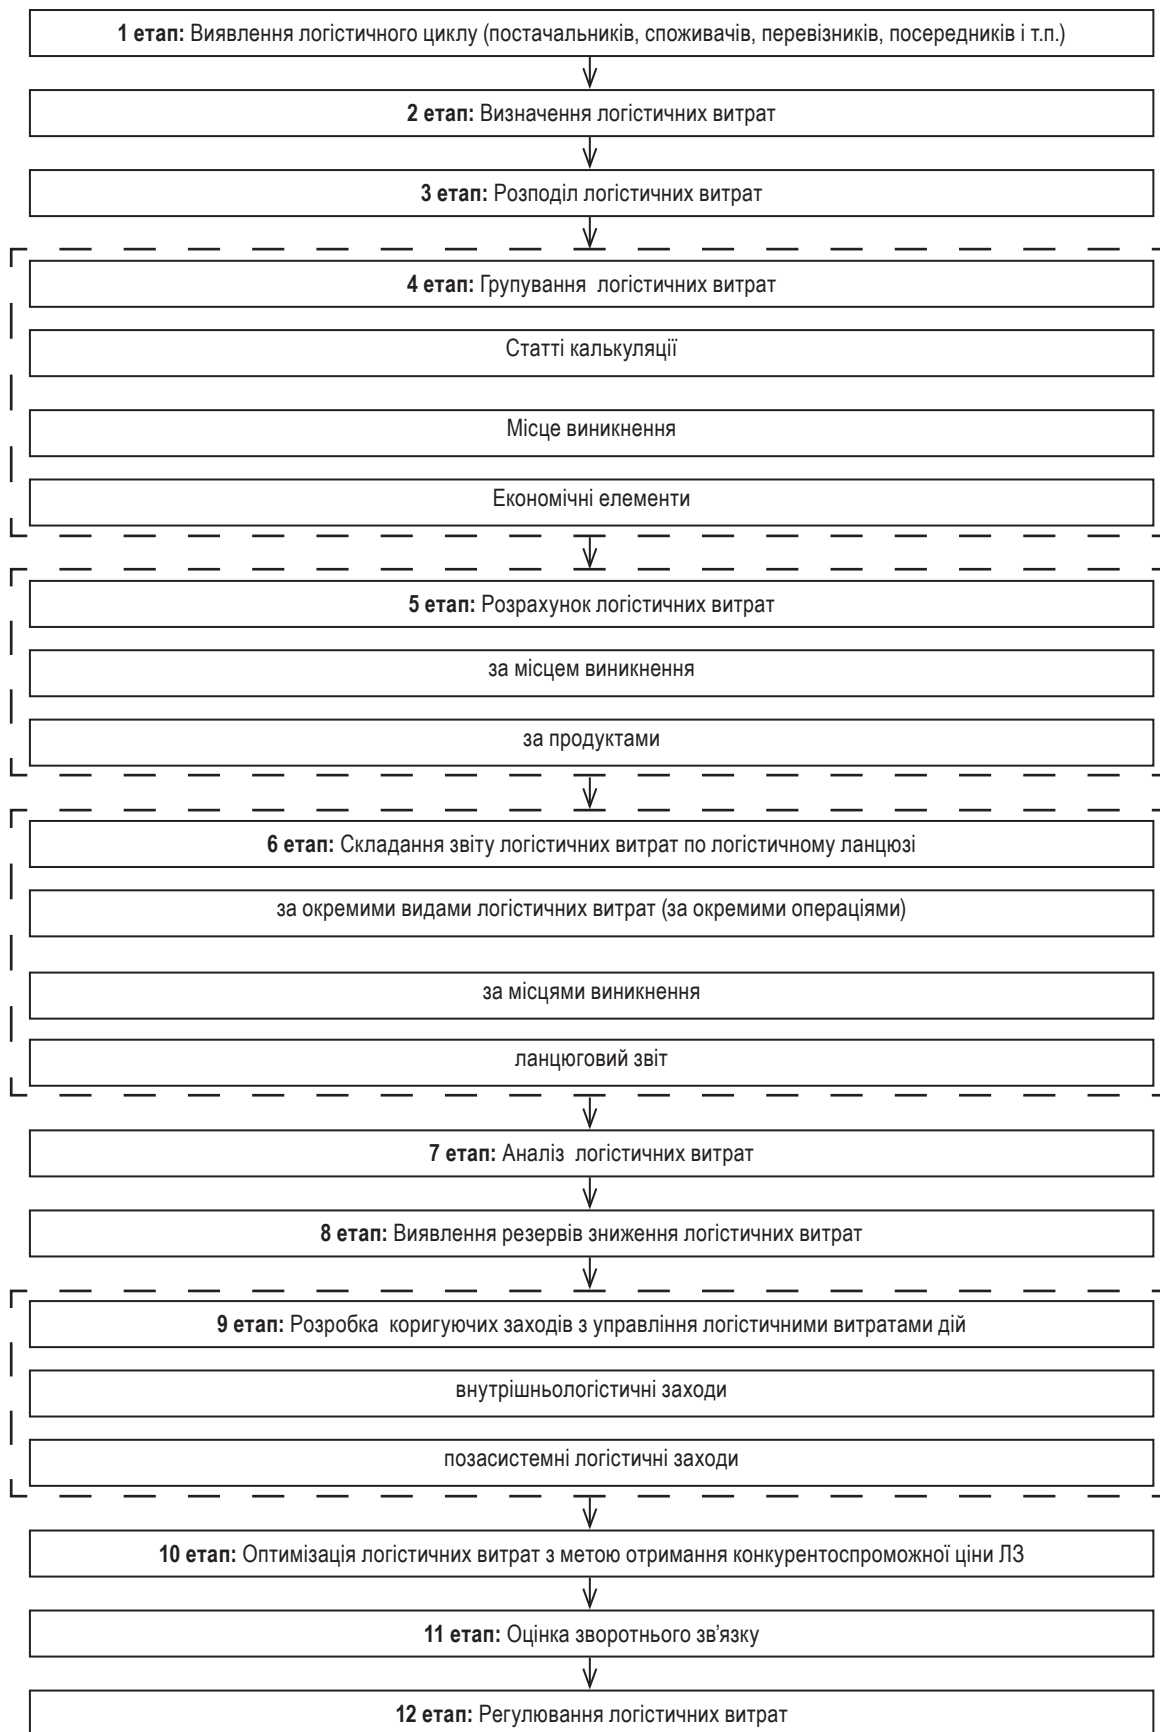 1 етап: Виявлення логістичного циклу (постачальників, споживачів, перевізників, посередників і т.п.)
2 етап: Визначення логістичних витрат
3 етап: Розподіл логістичних витрат
4 етап: Групування логістичних витрат
Статті калькуляції
Місце виникнення
Економічні елементи
5 етап: Розрахунок логістичних витрат
за місцем виникнення
за продуктами
6 етап: Складання звіту логістичних витрат по логістичному ланцюзі
за окремими видами логістичних витрат (за окремими операціями)
за місцями виникнення
ланцюговий звіт
7 етап: Аналіз логістичних витрат
8 етап: Виявлення резервів зниження логістичних витрат
9 етап: Розробка коригуючих заходів з управління логістичними витратами дій
внутрішньологістичні заходи
позасистемні логістичні заходи
10 етап: Оптимізація логістичних витрат з метою отримання конкурентоспроможної ціни ЛЗ
11 етап: Оцінка зворотнього зв’язку
12 етап: Регулювання логістичних витрат